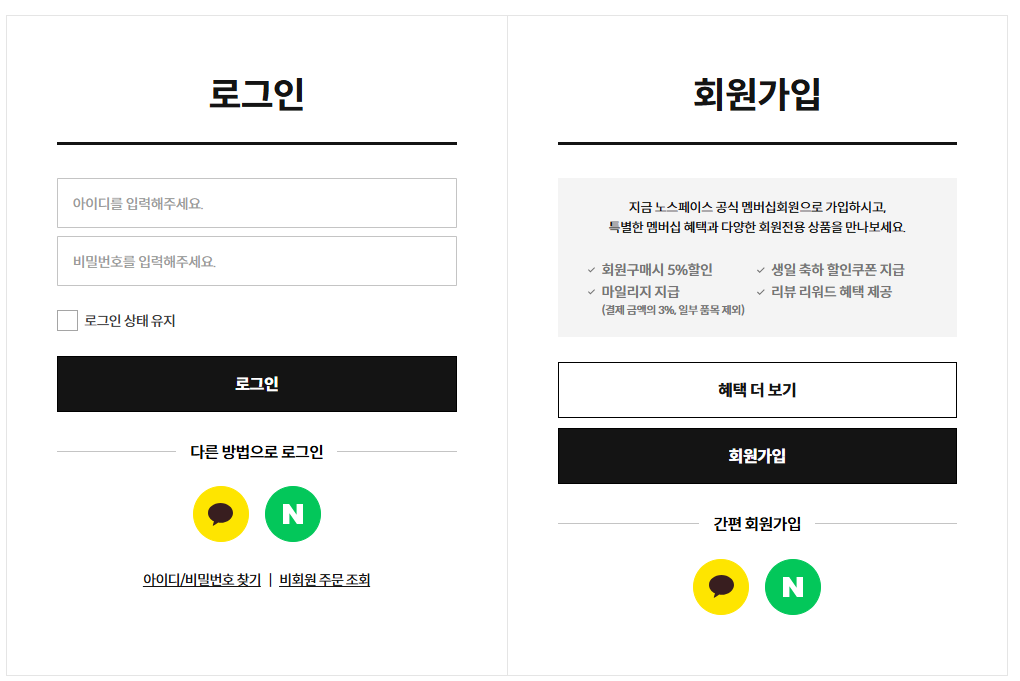 로그인
아이디를 입력해주세요.
비밀번호를 입력해주세요.
로그인 상태 유지
로그인
다른 방법으로 로그인
N
아이디/비밀번호 찾기 | 비회원 주문 조회
회원가입
지금 노스페이스 공식 멤버십회원으로 가입하시고,
특별한 멤버십 혜택과 다양한 회원전용 상품을 만나보세요.
회원구매시 5%할인
생일 축하 할인쿠폰 지급
마일리지 지급
리뷰 리워드 혜택 제공
(결제 금액의 3%, 일부 품목 제외)
혜택 더 보기
회원가입
간편 회원가입
N